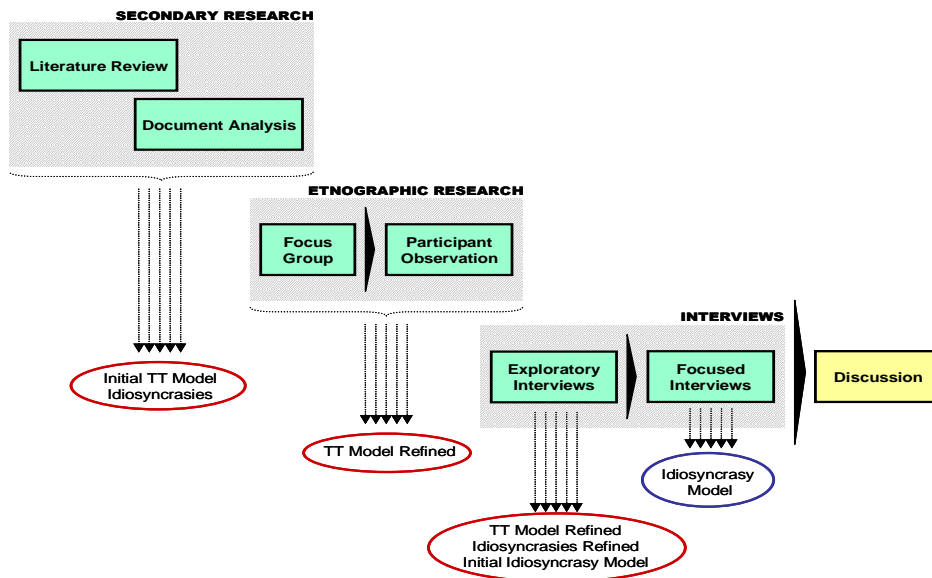 SECONDARY RESEARCH
Literature Review
Document Analysis
ETNOGRAPHIC RESEARCH
Focus
Group
Participant
Observation
INTERVIEWS
Exploratory
Interviews
Focused
Interviews
Discussion
Initial TT Model
Idiosyncrasies
TT Model Refined
Idiosyncrasy
Model
TT Model Refined
Idiosyncrasies Refined
Initial Idiosyncrasy Model